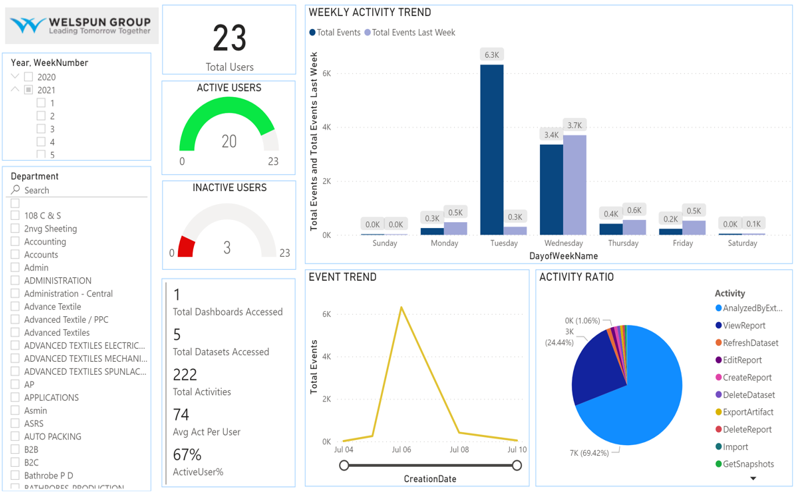 WELSPUN GROUP
Leading Tomorrow Together
Year, WeekNumber
2020
2021
1
2
3
4
5
Department
Search
108 C & S
2nvg Sheeting
Accounting
Accounts
Admin
ADMINISTRATION
Administration - Central
Advance Textile
Advanced Textile / PPC
Advanced Textiles
ADVANCED TEXTILES ELECTRIC...
ADVANCED TEXTILES MECHANI...
ADVANCED TEXTILES SPUNLAC...
AP
APPLICATIONS
Asmin
ASRS
AUTO PACKING
B2B
B2C
Bathrobe P D
BATHROBES-PRODUCTION
23
Total Users
ACTIVE USERS
20
0
23
INACTIVE USERS
3
0
23
1
Total Dashboards Accessed
5
Total Datasets Accessed
222
Total Activities
74
Avg Act Per User
67%
ActiveUser%
WEEKLY ACTIVITY TREND
Total Events
Total Events Last Week
Total Events and Total Events Last Week
6K
4K
2K
0K
0.0K
0.0K
0.3K
0.5K
6.3K
0.3K
3.4K
3.7K
0.4K
0.6K
0.2K
0.5K
0.0K
0.1K
Sunday
Monday
Tuesday
Wednesday
Thursday
Friday
Saturday
DayofWeekName
EVENT TREND
Total Events
6K
4K
2K
0K
Jul 04
Jul 06
Jul 08
Jul 10
CreationDate
ACTIVITY RATIO
0K (1.06%)
3K
(24.44%)
7K (69.42%)
Activity
AnalyzedByExt...
ViewReport
RefreshDataset
EditReport
CreateReport
DeleteDataset
ExportArtifact
DeleteReport
Import
GetSnapshots